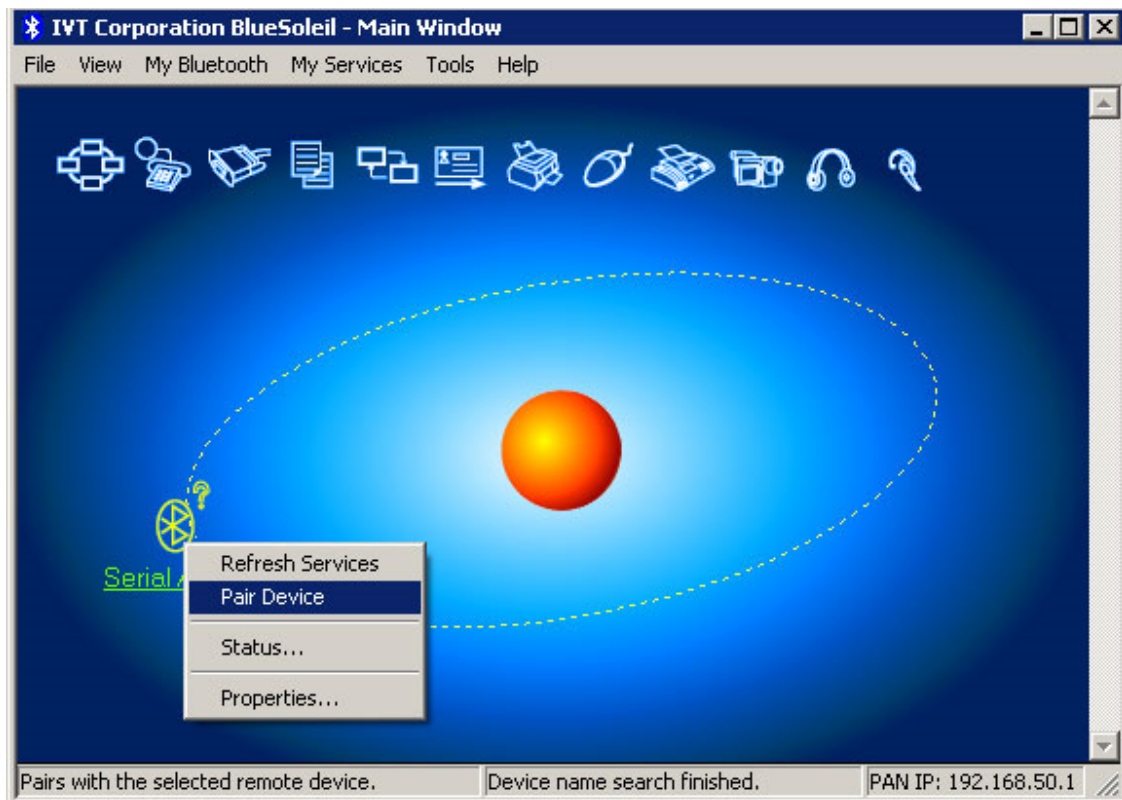 IVT Corporation BlueSoleil - Main Window
File View My Bluetooth My Services Tools Help
Serial
Refresh Services
Pair Device
Status...
Properties...
Pairs with the selected remote device. Device name search finished. PAN IP: 192.168.50.1